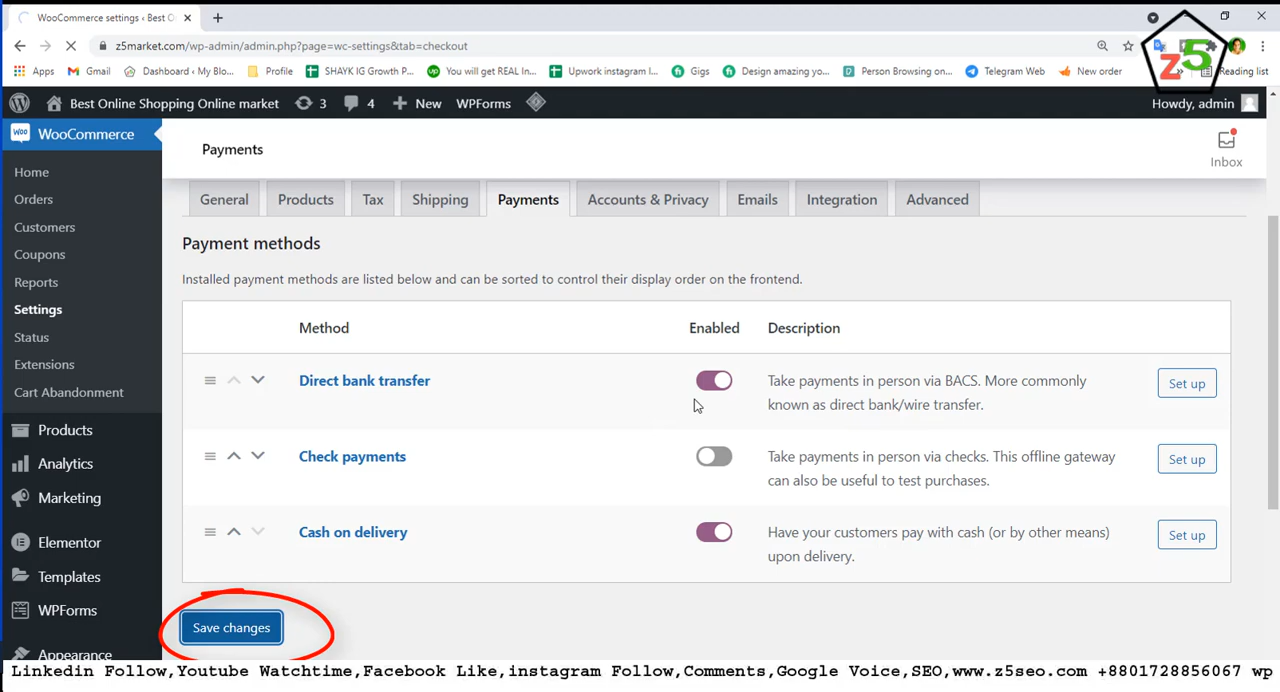 WooCommerce settings ‹ Best O
z5market.com/wp-admin/admin.php?page=wc-settings&tab=checkout
z5
Apps Gmail Dashboard ‹ My Blo... Profile SHAYK IG Growth P... You will get REAL In... Upwork instagram l... Gigs Design amazing you... Person Browsing on... Telegram Web New order Reading list
Best Online Shopping Online market 3 4 New WPForms Howdy, admin
WooCommerce
Payments
Inbox
Home
Orders
Customers
Coupons
Reports
Settings
Status
Extensions
Cart Abandonment
Products
Analytics
Marketing
Elementor
Templates
WPForms
Appearance
General Products Tax Shipping Payments Accounts & Privacy Emails Integration Advanced
Payment methods
Installed payment methods are listed below and can be sorted to control their display order on the frontend.
Method Enabled Description
Direct bank transfer Take payments in person via BACS. More commonly
known as direct bank/wire transfer.
Set up
Check payments Take payments in person via checks. This offline gateway
can also be useful to test purchases.
Set up
Cash on delivery Have your customers pay with cash (or by other means)
upon delivery.
Set up
Save changes
Linkedin Follow,Youtube Watchtime,Facebook Like,instagram Follow,Comments,Google Voice,SEO,www.z5seo.com +8801728856067 wp